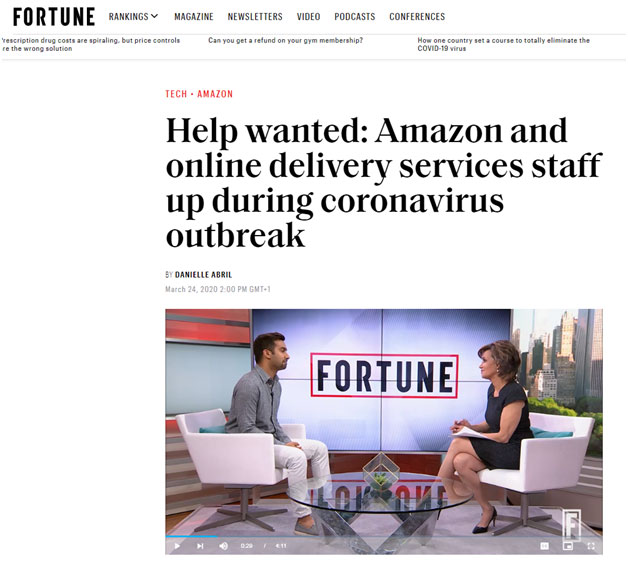 FORTUNE RANKINGS MAGAZINE NEWSLETTERS VIDEO PODCASTS CONFERENCES
rescription drug costs are spiraling, but price controls
re the wrong solution
Can you get a refund on your gym membership?
How one country set a course to totally eliminate the
COVID-19 virus
TECH • AMAZON
Help wanted: Amazon and
online delivery services staff
up during coronavirus
outbreak
BY DANIELLE ABRIL
March 24, 2020 2:00 PM GMT+1
FORTUNE
FORTUNE
F
0:29 / 4:11